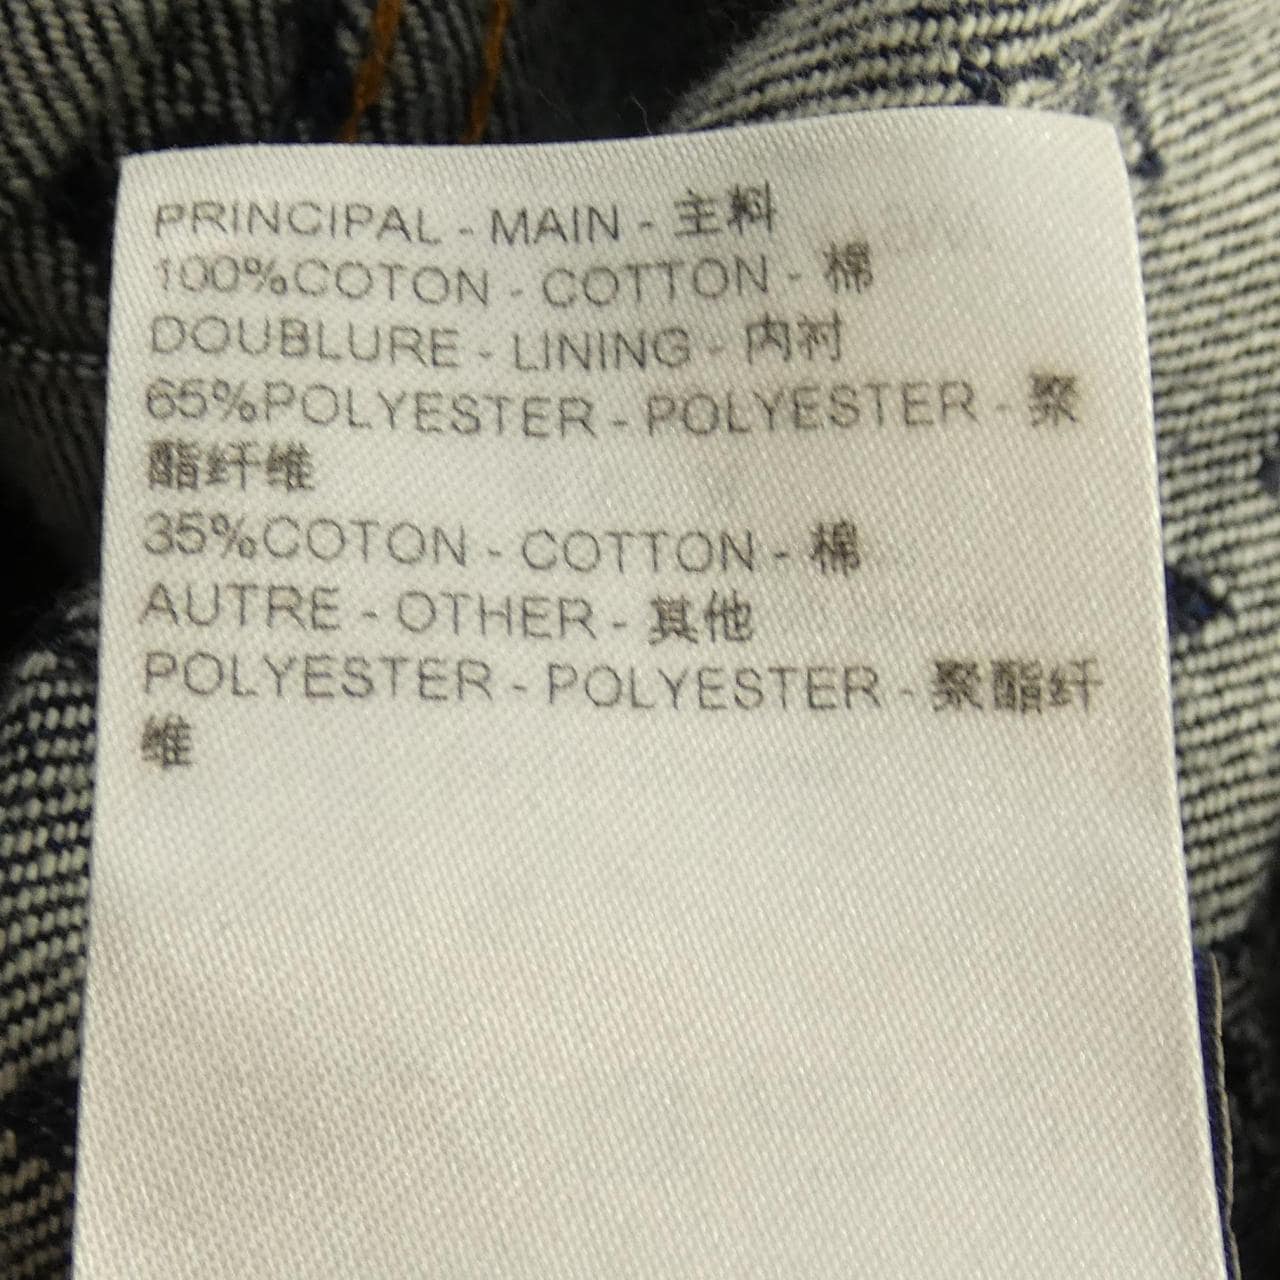 PRINCIPAL - MAIN - 主料
100%COTON - COTTON - 棉
DOUBLURE - LINING - 内衬
65%POLYESTER - POLYESTER - 聚
酯纤维
35%COTON - COTTON - 棉
AUTRE - OTHER - 其他
POLYESTER - POLYESTER - 聚酯纤
维